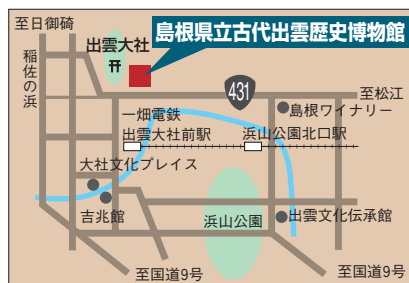 至日御碕
島根県立古代出雲歴史博物館
出雲大社
稲佐の浜
431
至松江
島根ワイナリー
一畑電鉄
出雲大社前駅
浜山公園北口駅
大社文化プレイス
吉兆館
浜山公園
出雲文化伝承館
至国道9号
至国道9号